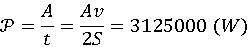 𝒫 = A/t = Av/2S = 3125000 (W)